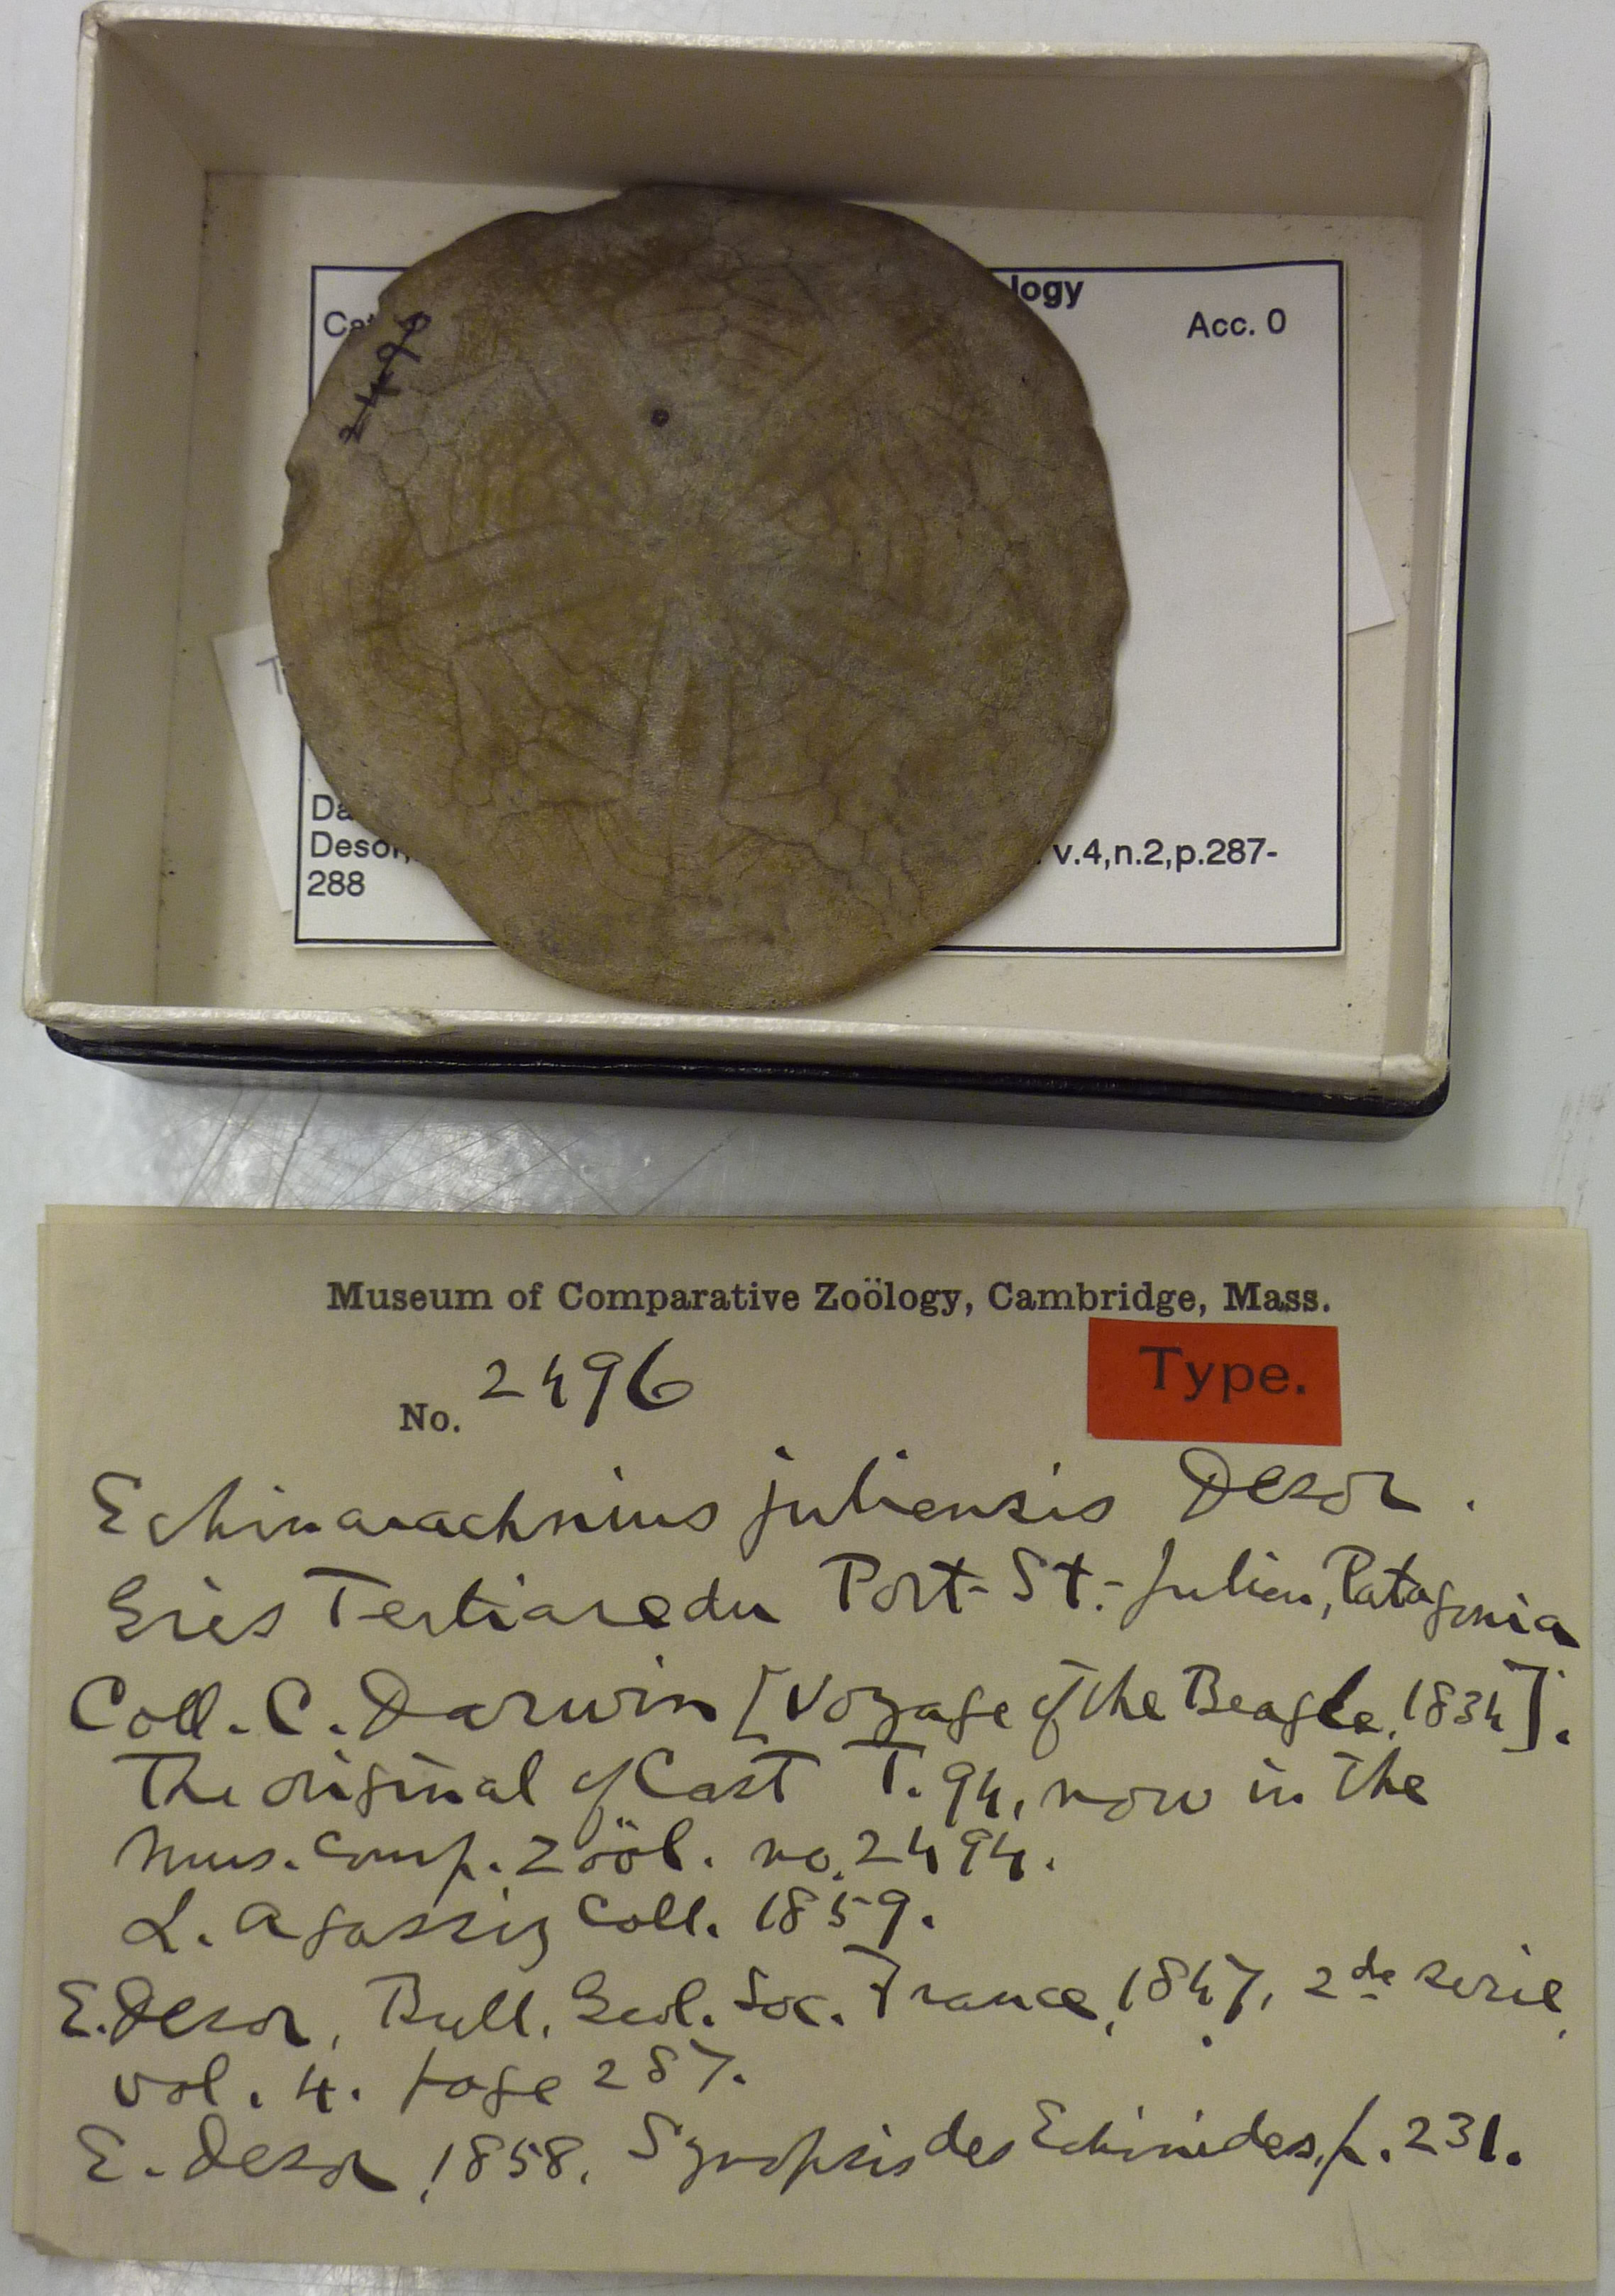 logy
Cat
Acc. 0
2496
T
Da
Desor,
v.4,n.2,p.287-
288
Museum of Comparative Zoölogy, Cambridge, Mass.
No. 2496
Type.
Echinarachnius juliensis Desor.
Grès Tertiaredu Port-St.-Julien, Patagonia
Coll. C. Darwin [Voyage of the Beagle, 1834].
The original of Cast T. 94, now in the
Mus. Comp. Zoöl. no. 2494.
L. Agassiz Coll. 1859.
E. Desor, Bull. Geol. Soc. France, 1847, 2de serie,
vol. 4. page 287.
E. Desor, 1858. Synopsis des Echinides, p. 231.